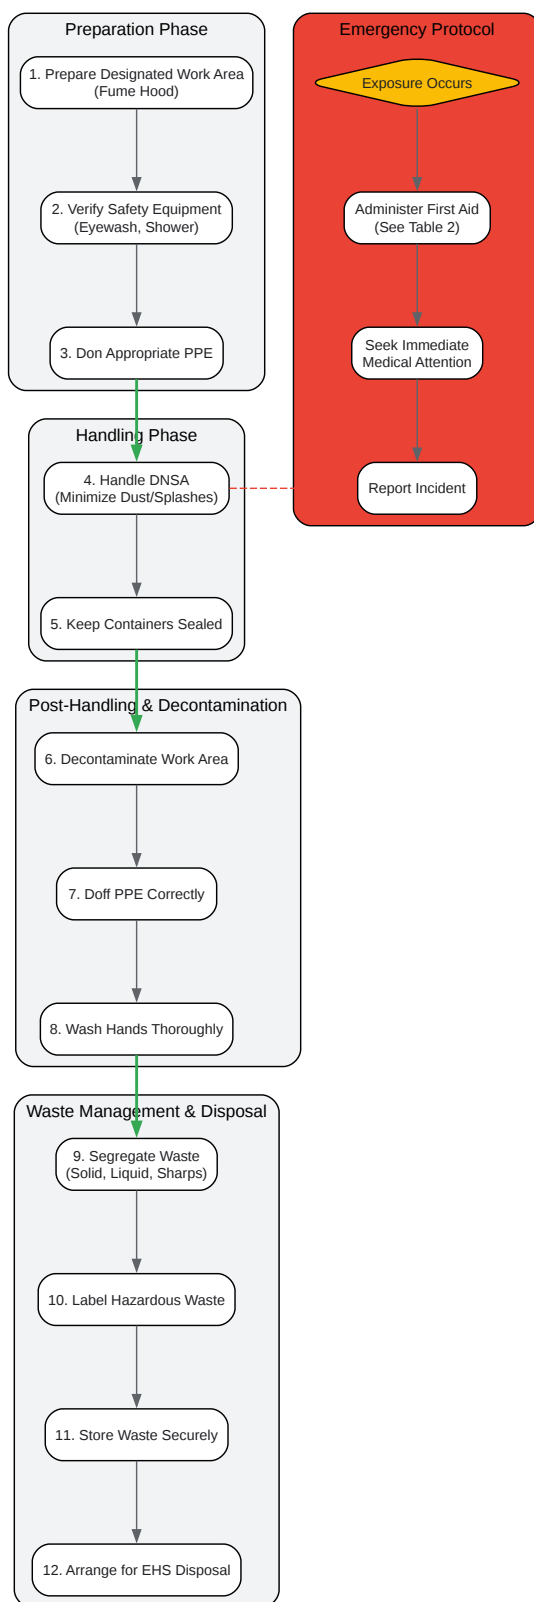 Preparation Phase
1. Prepare Designated Work Area
(Fume Hood)
2. Verify Safety Equipment
(Eyewash, Shower)
3. Don Appropriate PPE
Emergency Protocol
Exposure Occurs
Administer First Aid
(See Table 2)
Seek Immediate
Medical Attention
Report Incident
Handling Phase
4. Handle DNSA
(Minimize Dust/Splashes)
5. Keep Containers Sealed
Post-Handling & Decontamination
6. Decontaminate Work Area
7. Doff PPE Correctly
8. Wash Hands Thoroughly
Waste Management & Disposal
9. Segregate Waste
(Solid, Liquid, Sharps)
10. Label Hazardous Waste
11. Store Waste Securely
12. Arrange for EHS Disposal